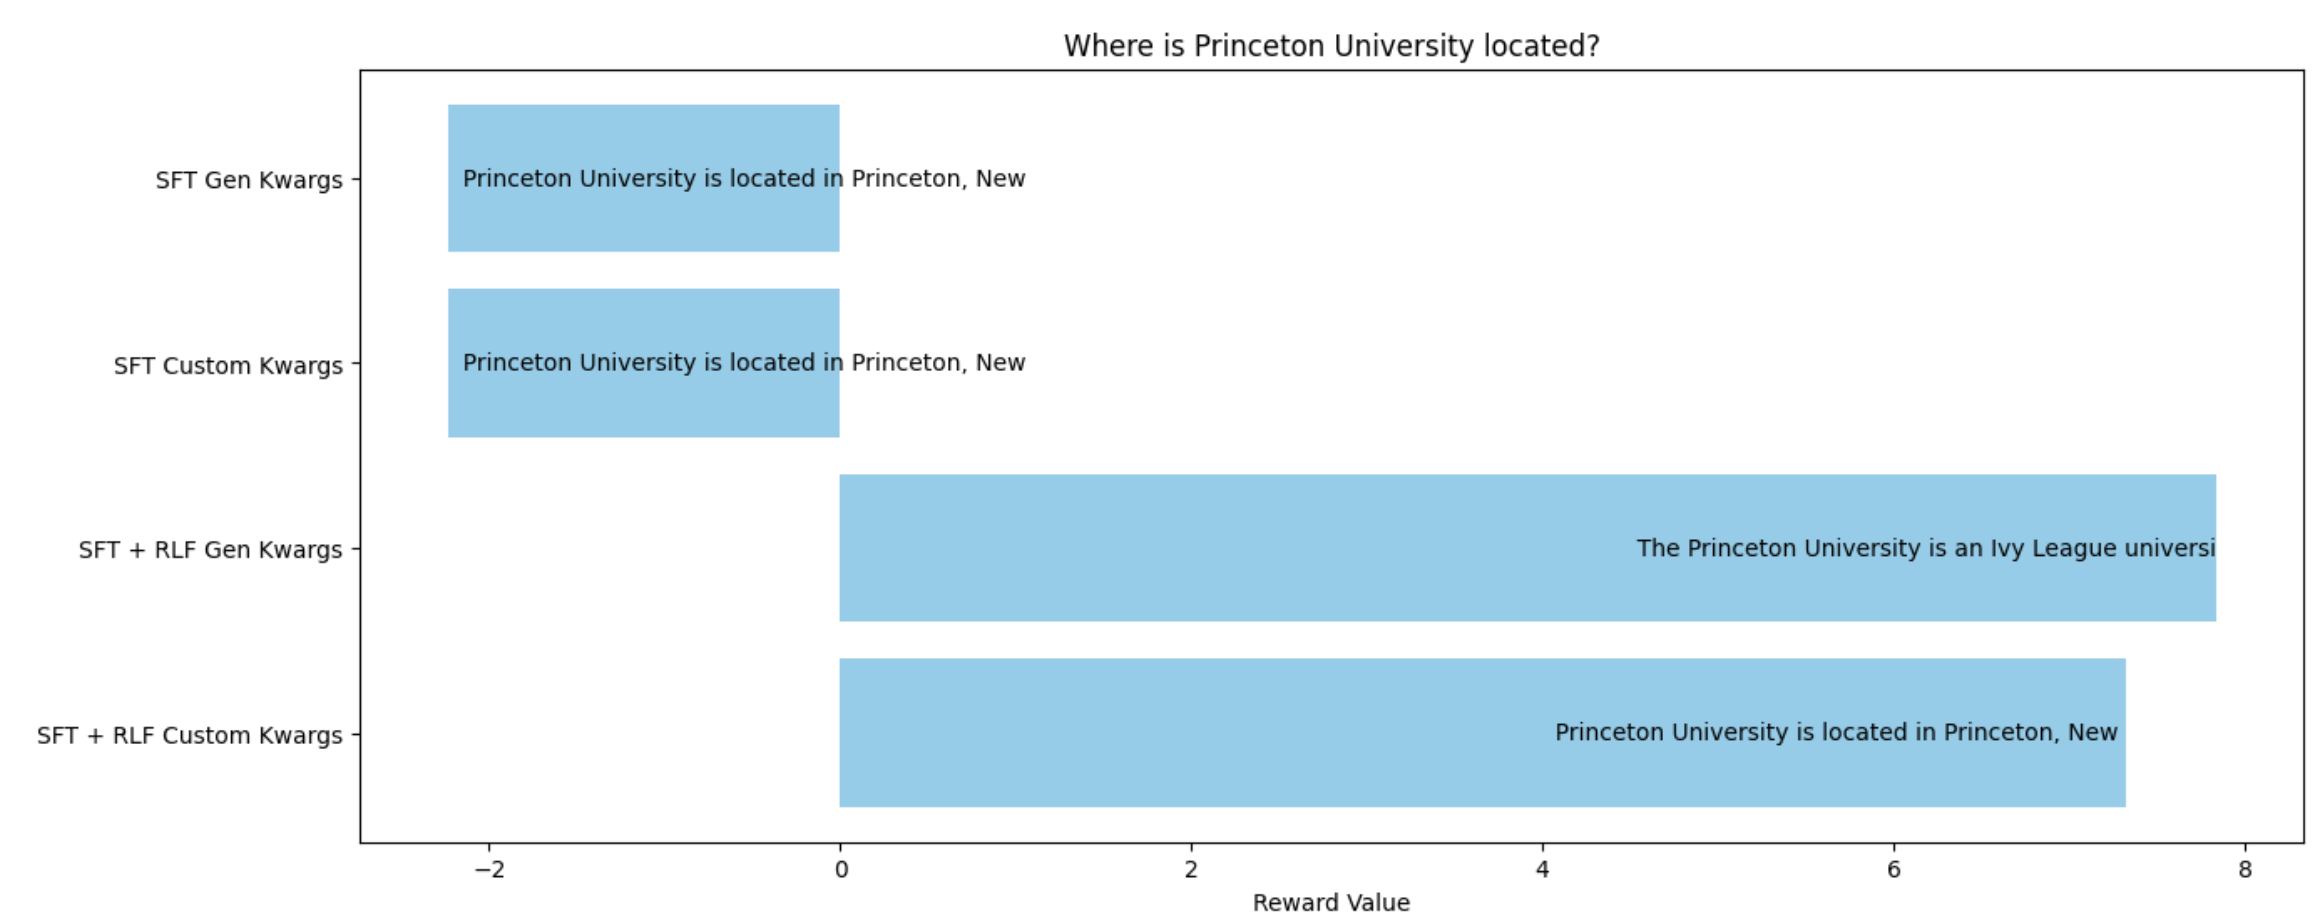 Where is Princeton University located?
SFT Gen Kwargs
Princeton University is located in Princeton, New
SFT Custom Kwargs
Princeton University is located in Princeton, New
SFT + RLF Gen Kwargs
The Princeton University is an Ivy League universi
SFT + RLF Custom Kwargs
Princeton University is located in Princeton, New
−2 0 2 4 6 8
Reward Value